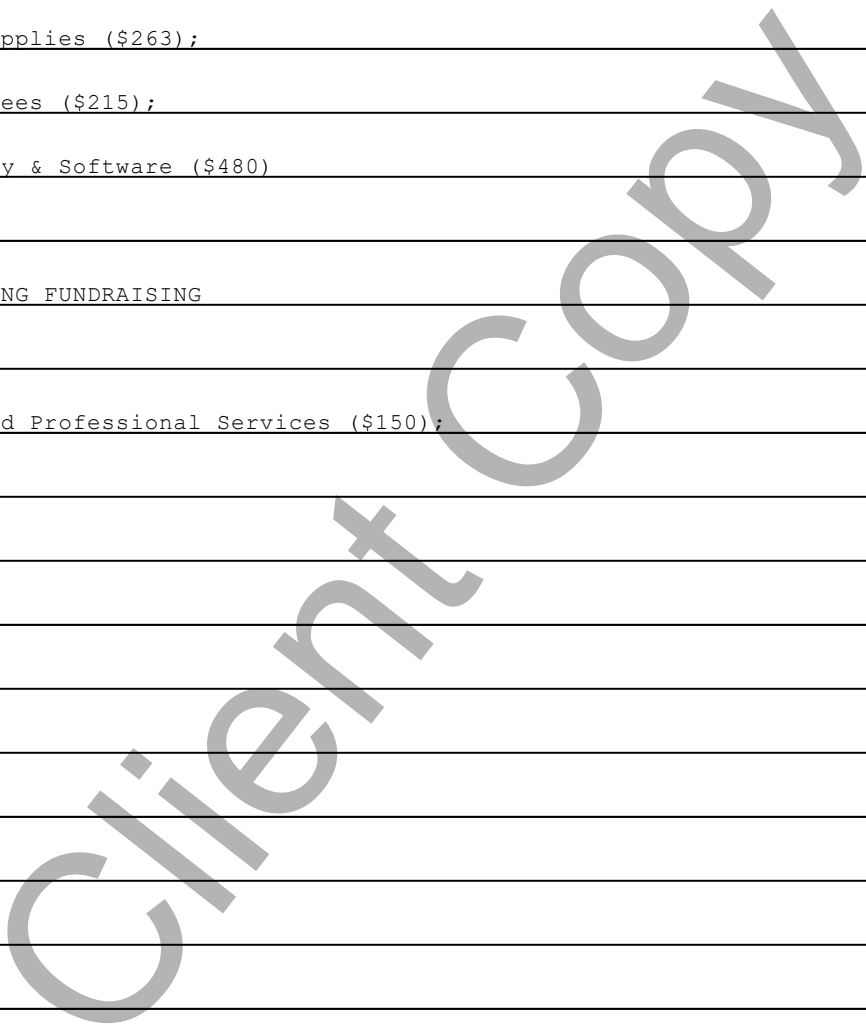 pplies ($263);
ees ($215);
y & Software ($480)
NG FUNDRAISING
d Professional Services ($150);
Client Copy